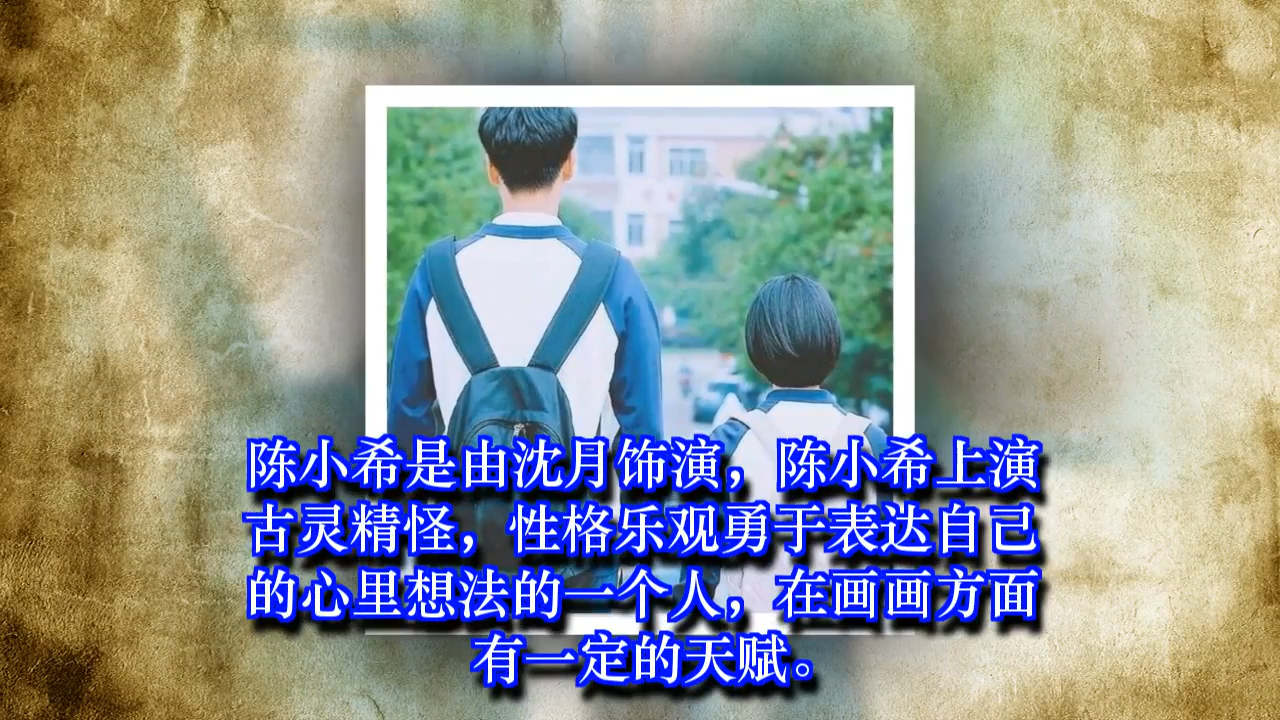 陈小希是由沈月饰演，陈小希上演
古灵精怪，性格乐观勇于表达自己
的心里想法的一个人，在画画方面
有一定的天赋。